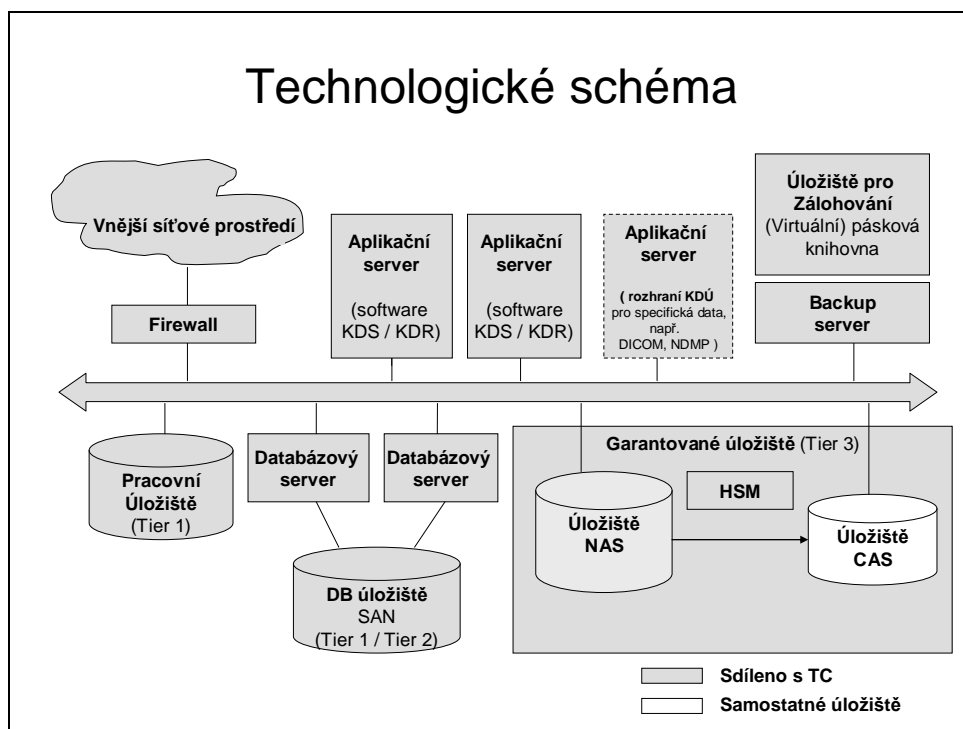 Technologické schéma
Vnější síťové prostředí
Firewall
Aplikační
server
(software
KDS / KDR)
Aplikační
server
(software
KDS / KDR)
Aplikační
server
( rozhraní KDÚ
pro specifická data,
např.
DICOM, NDMP )
Úložiště pro
Zálohování
(Virtuální) pásková
knihovna
Backup
server
Pracovní
Úložiště
(Tier 1)
Databázový
server
Databázový
server
DB úložiště
SAN
(Tier 1 / Tier 2)
Garantované úložiště (Tier 3)
Úložiště
NAS
HSM
Úložiště
CAS
Sdíleno s TC
Samostatné úložiště